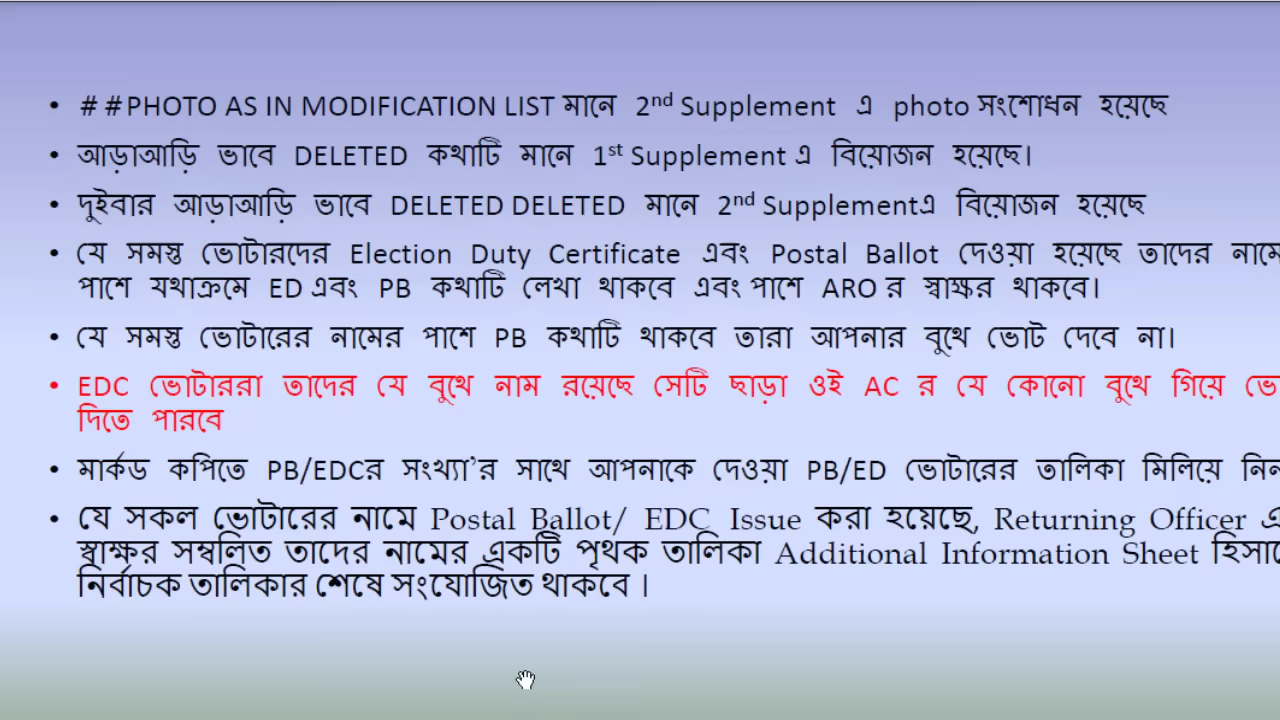 • ##PHOTO AS IN MODIFICATION LIST মানে 2nd Supplement এ photo সংশোধন হয়েছে
• আড়াআড়ি ভাবে DELETED কথাটি মানে 1st Supplement এ বিয়োজন হয়েছে।
• দুইবার আড়াআড়ি ভাবে DELETED DELETED মানে 2nd Supplementএ বিয়োজন হয়েছে
• যে সমস্ত ভোটারদের Election Duty Certificate এবং Postal Ballot দেওয়া হয়েছে তাদের
পাশে যথাক্রমে ED এবং PB কথাটি লেখা থাকবে এবং পাশে ARO র স্বাক্ষর থাকবে।
• যে সমস্ত ভোটারের নামের পাশে PB কথাটি থাকবে তারা আপনার বুথে ভোট দেবে না।
• EDC ভোটাররা তাদের যে বুথে নাম রয়েছে সেটি ছাড়া ওই AC র যে কোনো বুথে গিয়ে
দিতে পারবে
• মার্কড কপিতে PB/EDCর সংখ্যা’র সাথে আপনাকে দেওয়া PB/ED ভোটারের তালিকা মিলিয়ে
• যে সকল ভোটারের নামে Postal Ballot/ EDC Issue করা হয়েছে, Returning Officer
স্বাক্ষর সম্বলিত তাদের নামের একটি পৃথক তালিকা Additional Information Sheet
নির্বাচক তালিকার শেষে সংযোজিত থাকবে ।